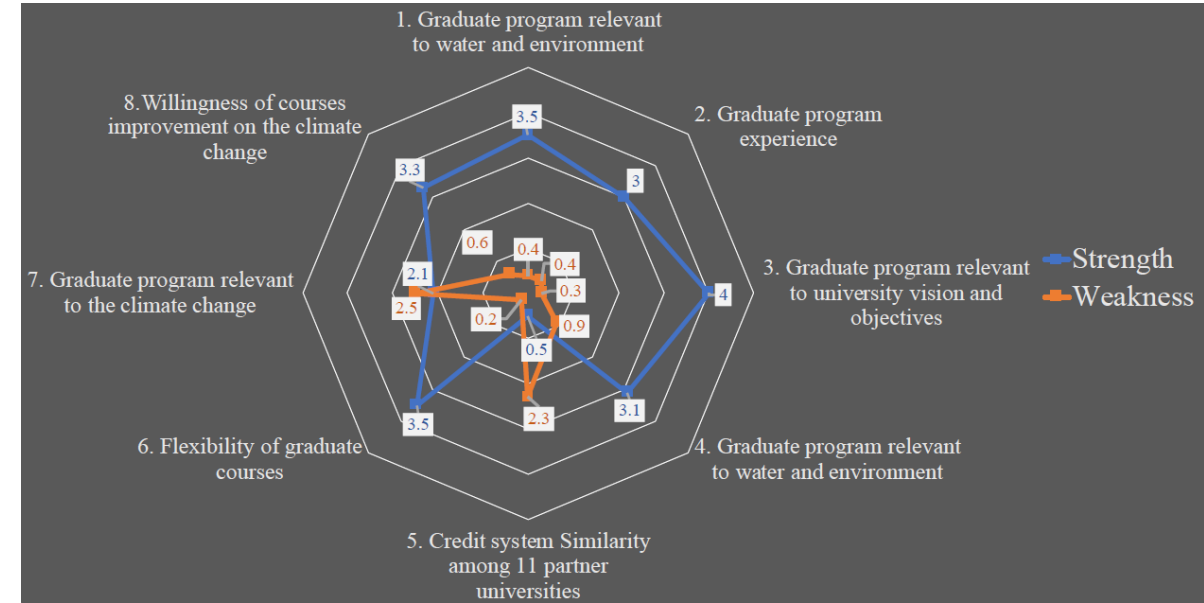 1. Graduate program relevant
to water and environment
8.Willingness of courses
improvement on the climate
change
2. Graduate program
experience
3.5
3.3
3
0.6
0.4
0.4
7. Graduate program relevant
to the climate change
2.1
2.5
0.3
4
3. Graduate program relevant
to university vision and
objectives
Strength
Weakness
0.2
0.9
0.5
3.5
2.3
3.1
6. Flexibility of graduate
courses
4. Graduate program relevant
to water and environment
5. Credit system Similarity
among 11 partner
universities